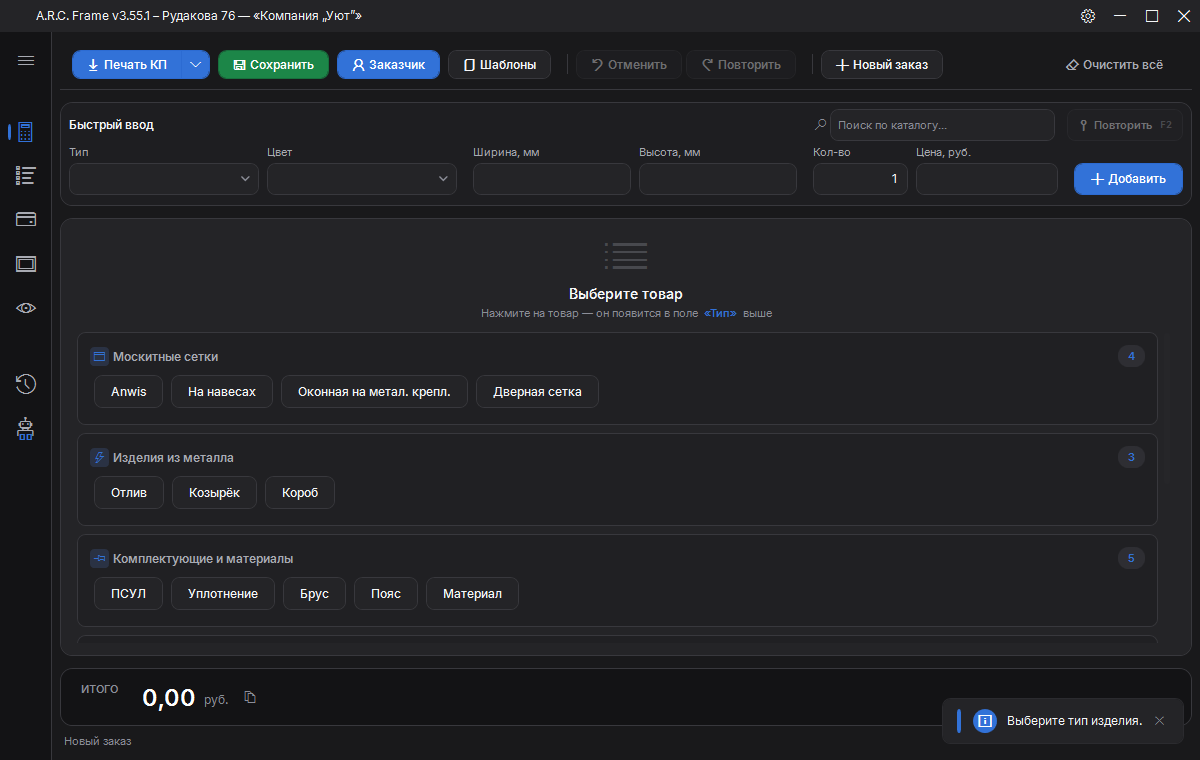 A.R.C. Frame v3.55.1 – Рудакова 76 — «Компания „Уют"»
Печать КП
Сохранить
Заказчик
Шаблоны
Отменить
Повторить
Новый заказ
Очистить всё
Быстрый ввод
Поиск по каталогу...
Повторить F2
Тип
Цвет
Ширина, мм
Высота, мм
Кол-во
Цена, руб.
1
Добавить
Выберите товар
Нажмите на товар — он появится в поле «Тип» выше
Москитные сетки
4
Anwis
На навесах
Оконная на метал. крепл.
Дверная сетка
Изделия из металла
3
Отлив
Козырёк
Короб
Комплектующие и материалы
5
ПСУЛ
Уплотнение
Брус
Пояс
Материал
ИТОГО
0,00 руб.
Выберите тип изделия.
Новый заказ